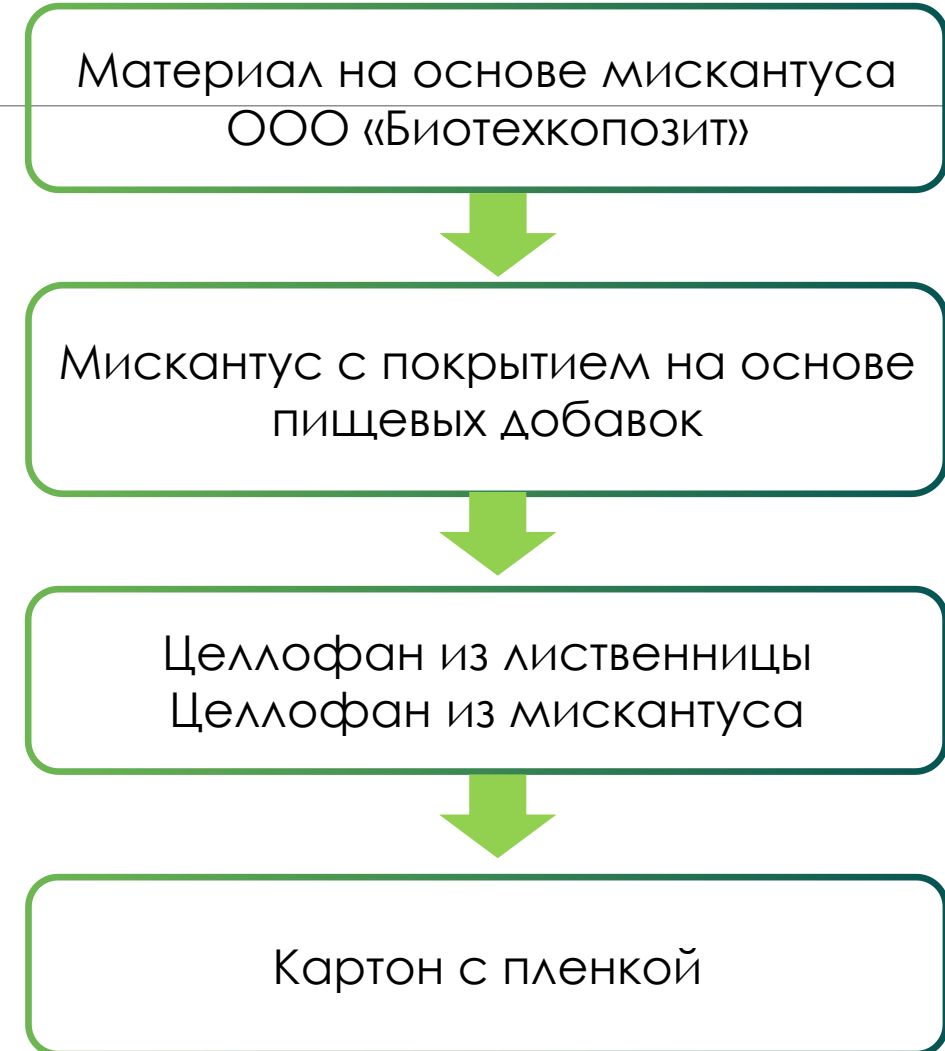 Материал на основе мискантуса
ООО «Биотехкопозит»
Мискантус с покрытием на основе
пищевых добавок
Целлофан из лиственницы
Целлофан из мискантуса
Картон с пленкой